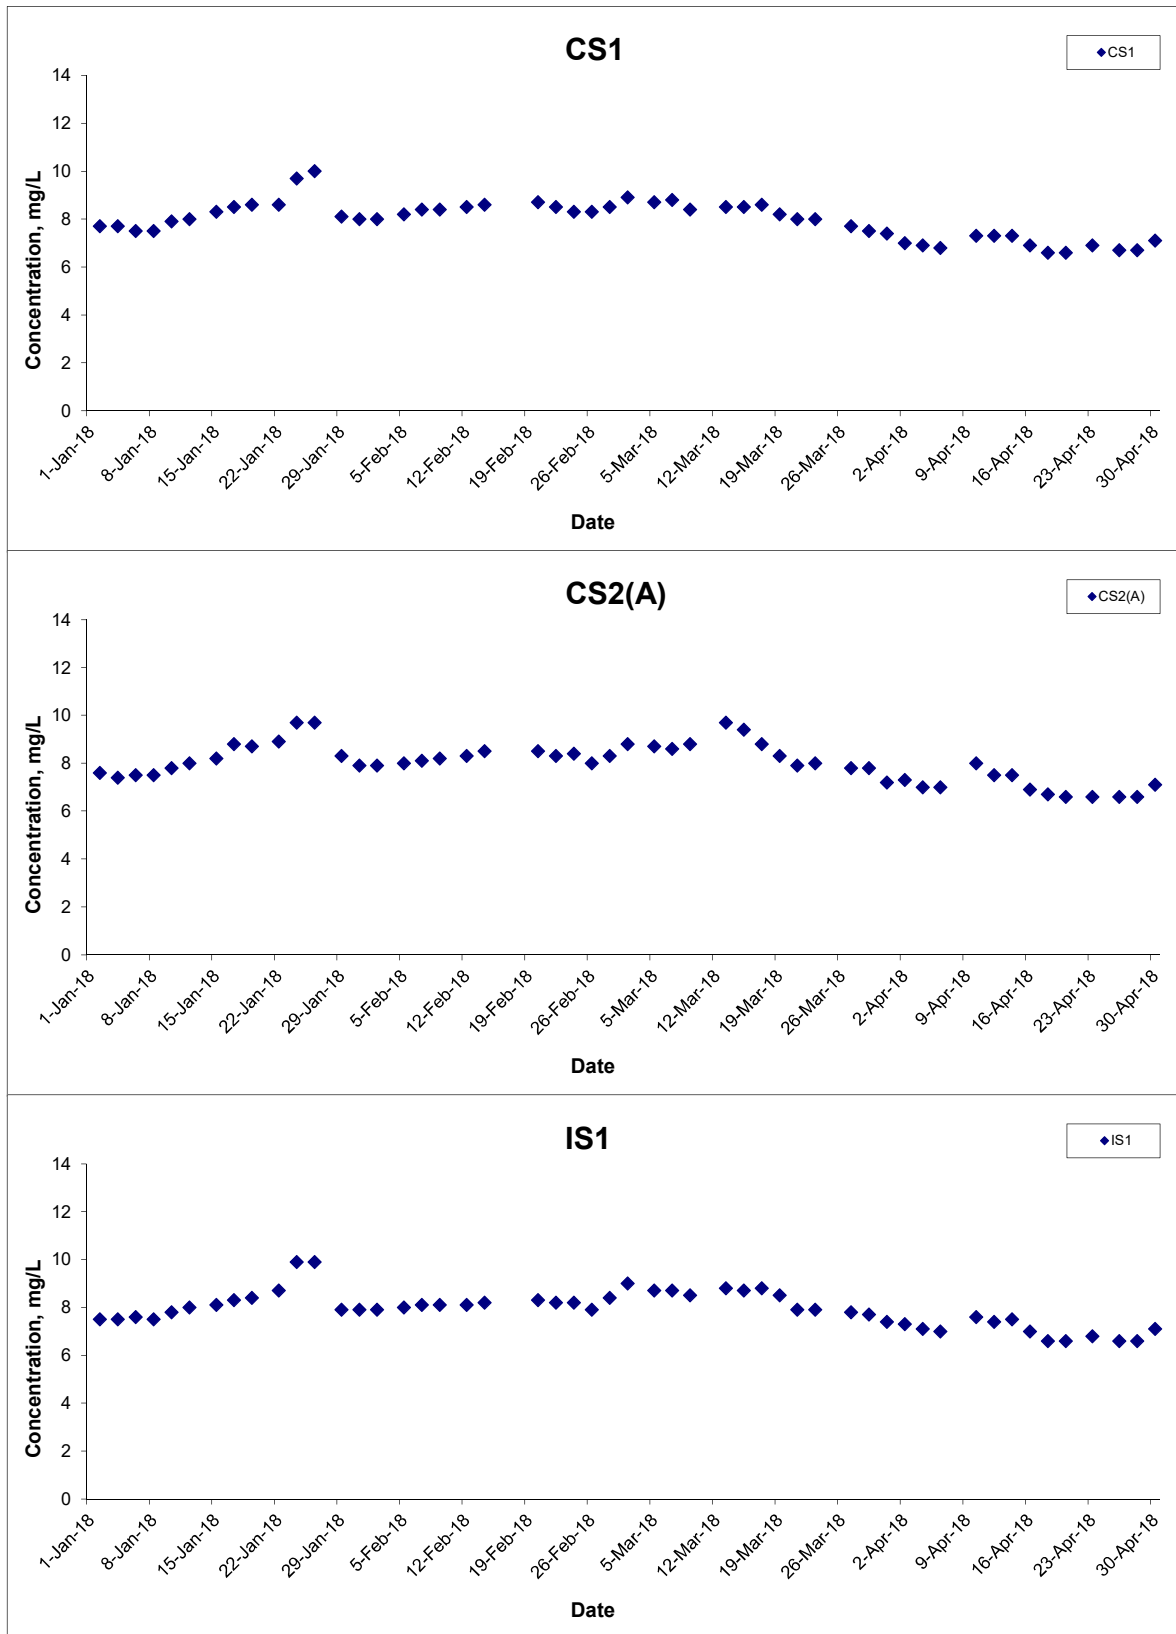 CS1
CS1
14
12
10
8
6
4
2
0
Concentration, mg/L
1-Jan-18 8-Jan-18 15-Jan-18 22-Jan-18 29-Jan-18 5-Feb-18 12-Feb-18 19-Feb-18 26-Feb-18 5-Mar-18 12-Mar-18 19-Mar-18 26-Mar-18 2-Apr-18 9-Apr-18 16-Apr-18 23-Apr-18 30-Apr-18
Date
CS2(A)
CS2(A)
14
12
10
8
6
4
2
0
Concentration, mg/L
1-Jan-18 8-Jan-18 15-Jan-18 22-Jan-18 29-Jan-18 5-Feb-18 12-Feb-18 19-Feb-18 26-Feb-18 5-Mar-18 12-Mar-18 19-Mar-18 26-Mar-18 2-Apr-18 9-Apr-18 16-Apr-18 23-Apr-18 30-Apr-18
Date
IS1
IS1
14
12
10
8
6
4
2
0
Concentration, mg/L
1-Jan-18 8-Jan-18 15-Jan-18 22-Jan-18 29-Jan-18 5-Feb-18 12-Feb-18 19-Feb-18 26-Feb-18 5-Mar-18 12-Mar-18 19-Mar-18 26-Mar-18 2-Apr-18 9-Apr-18 16-Apr-18 23-Apr-18 30-Apr-18
Date